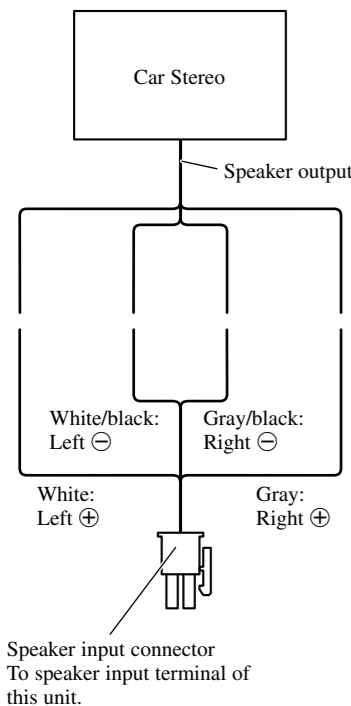 Car Stereo
Speaker output
White/black:
Left ⊖
Gray/black:
Right ⊖
White:
Left ⊕
Gray:
Right ⊕
Speaker input connector
To speaker input terminal of
this unit.